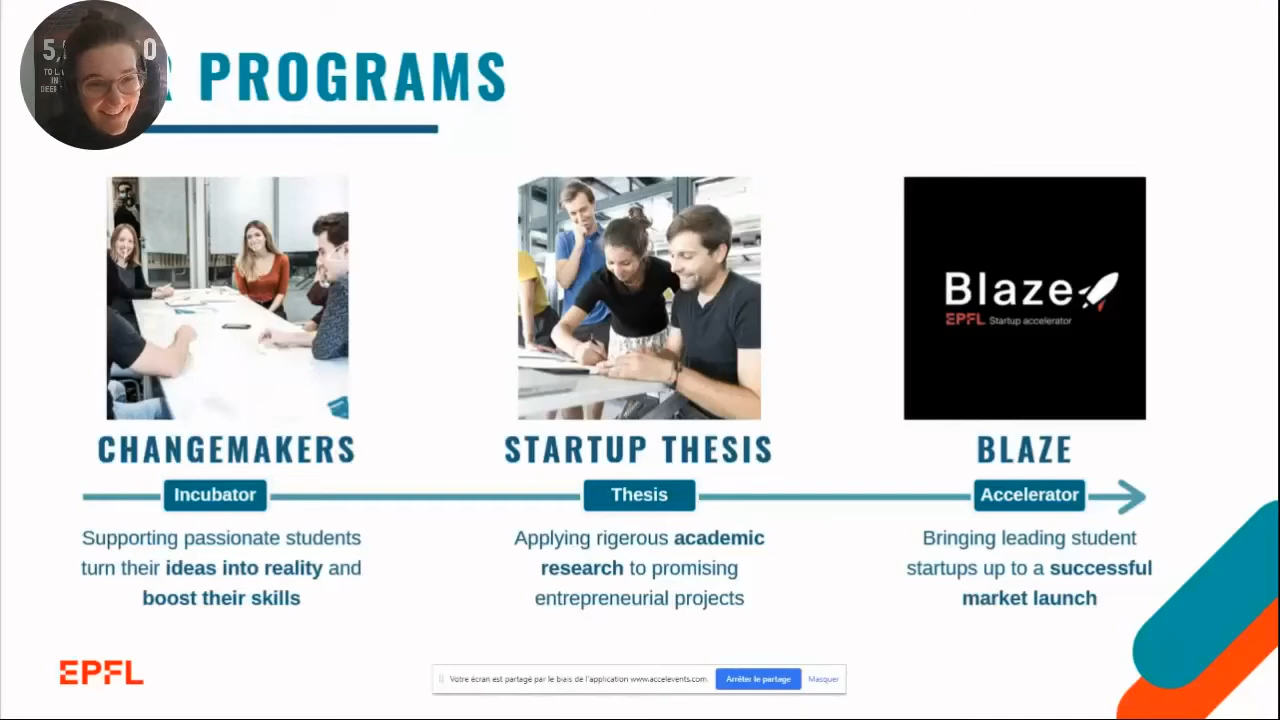 PROGRAMS
Blaze
EPFL Startup accelerator
CHANGEMAKERS
Incubator
Supporting passionate students
turn their ideas into reality and
boost their skills
STARTUP THESIS
Thesis
Applying rigerous academic
research to promising
entrepreneurial projects
BLAZE
Accelerator
Bringing leading student
startups up to a successful
market launch
EPFL
Votre écran est partagé par le biais de l'application www.accelevents.com.
Arrêter le partage
Masquer